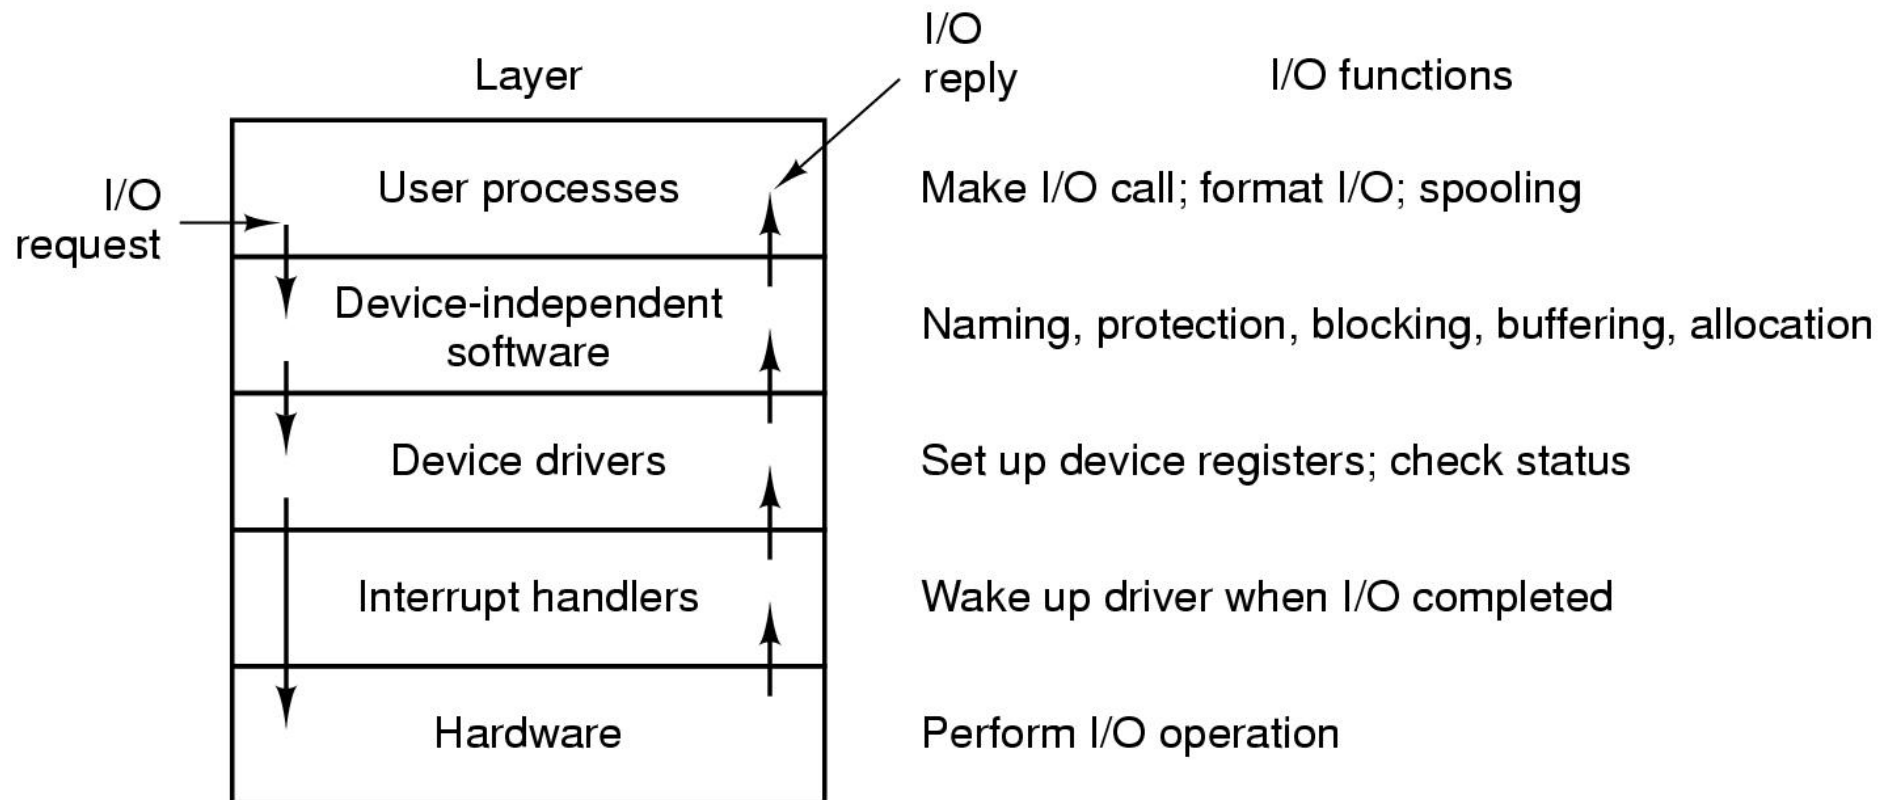 I/O
reply
Layer
I/O functions
I/O
request
User processes
Make I/O call; format I/O; spooling
Device-independent
software
Naming, protection, blocking, buffering, allocation
Device drivers
Set up device registers; check status
Interrupt handlers
Wake up driver when I/O completed
Hardware
Perform I/O operation